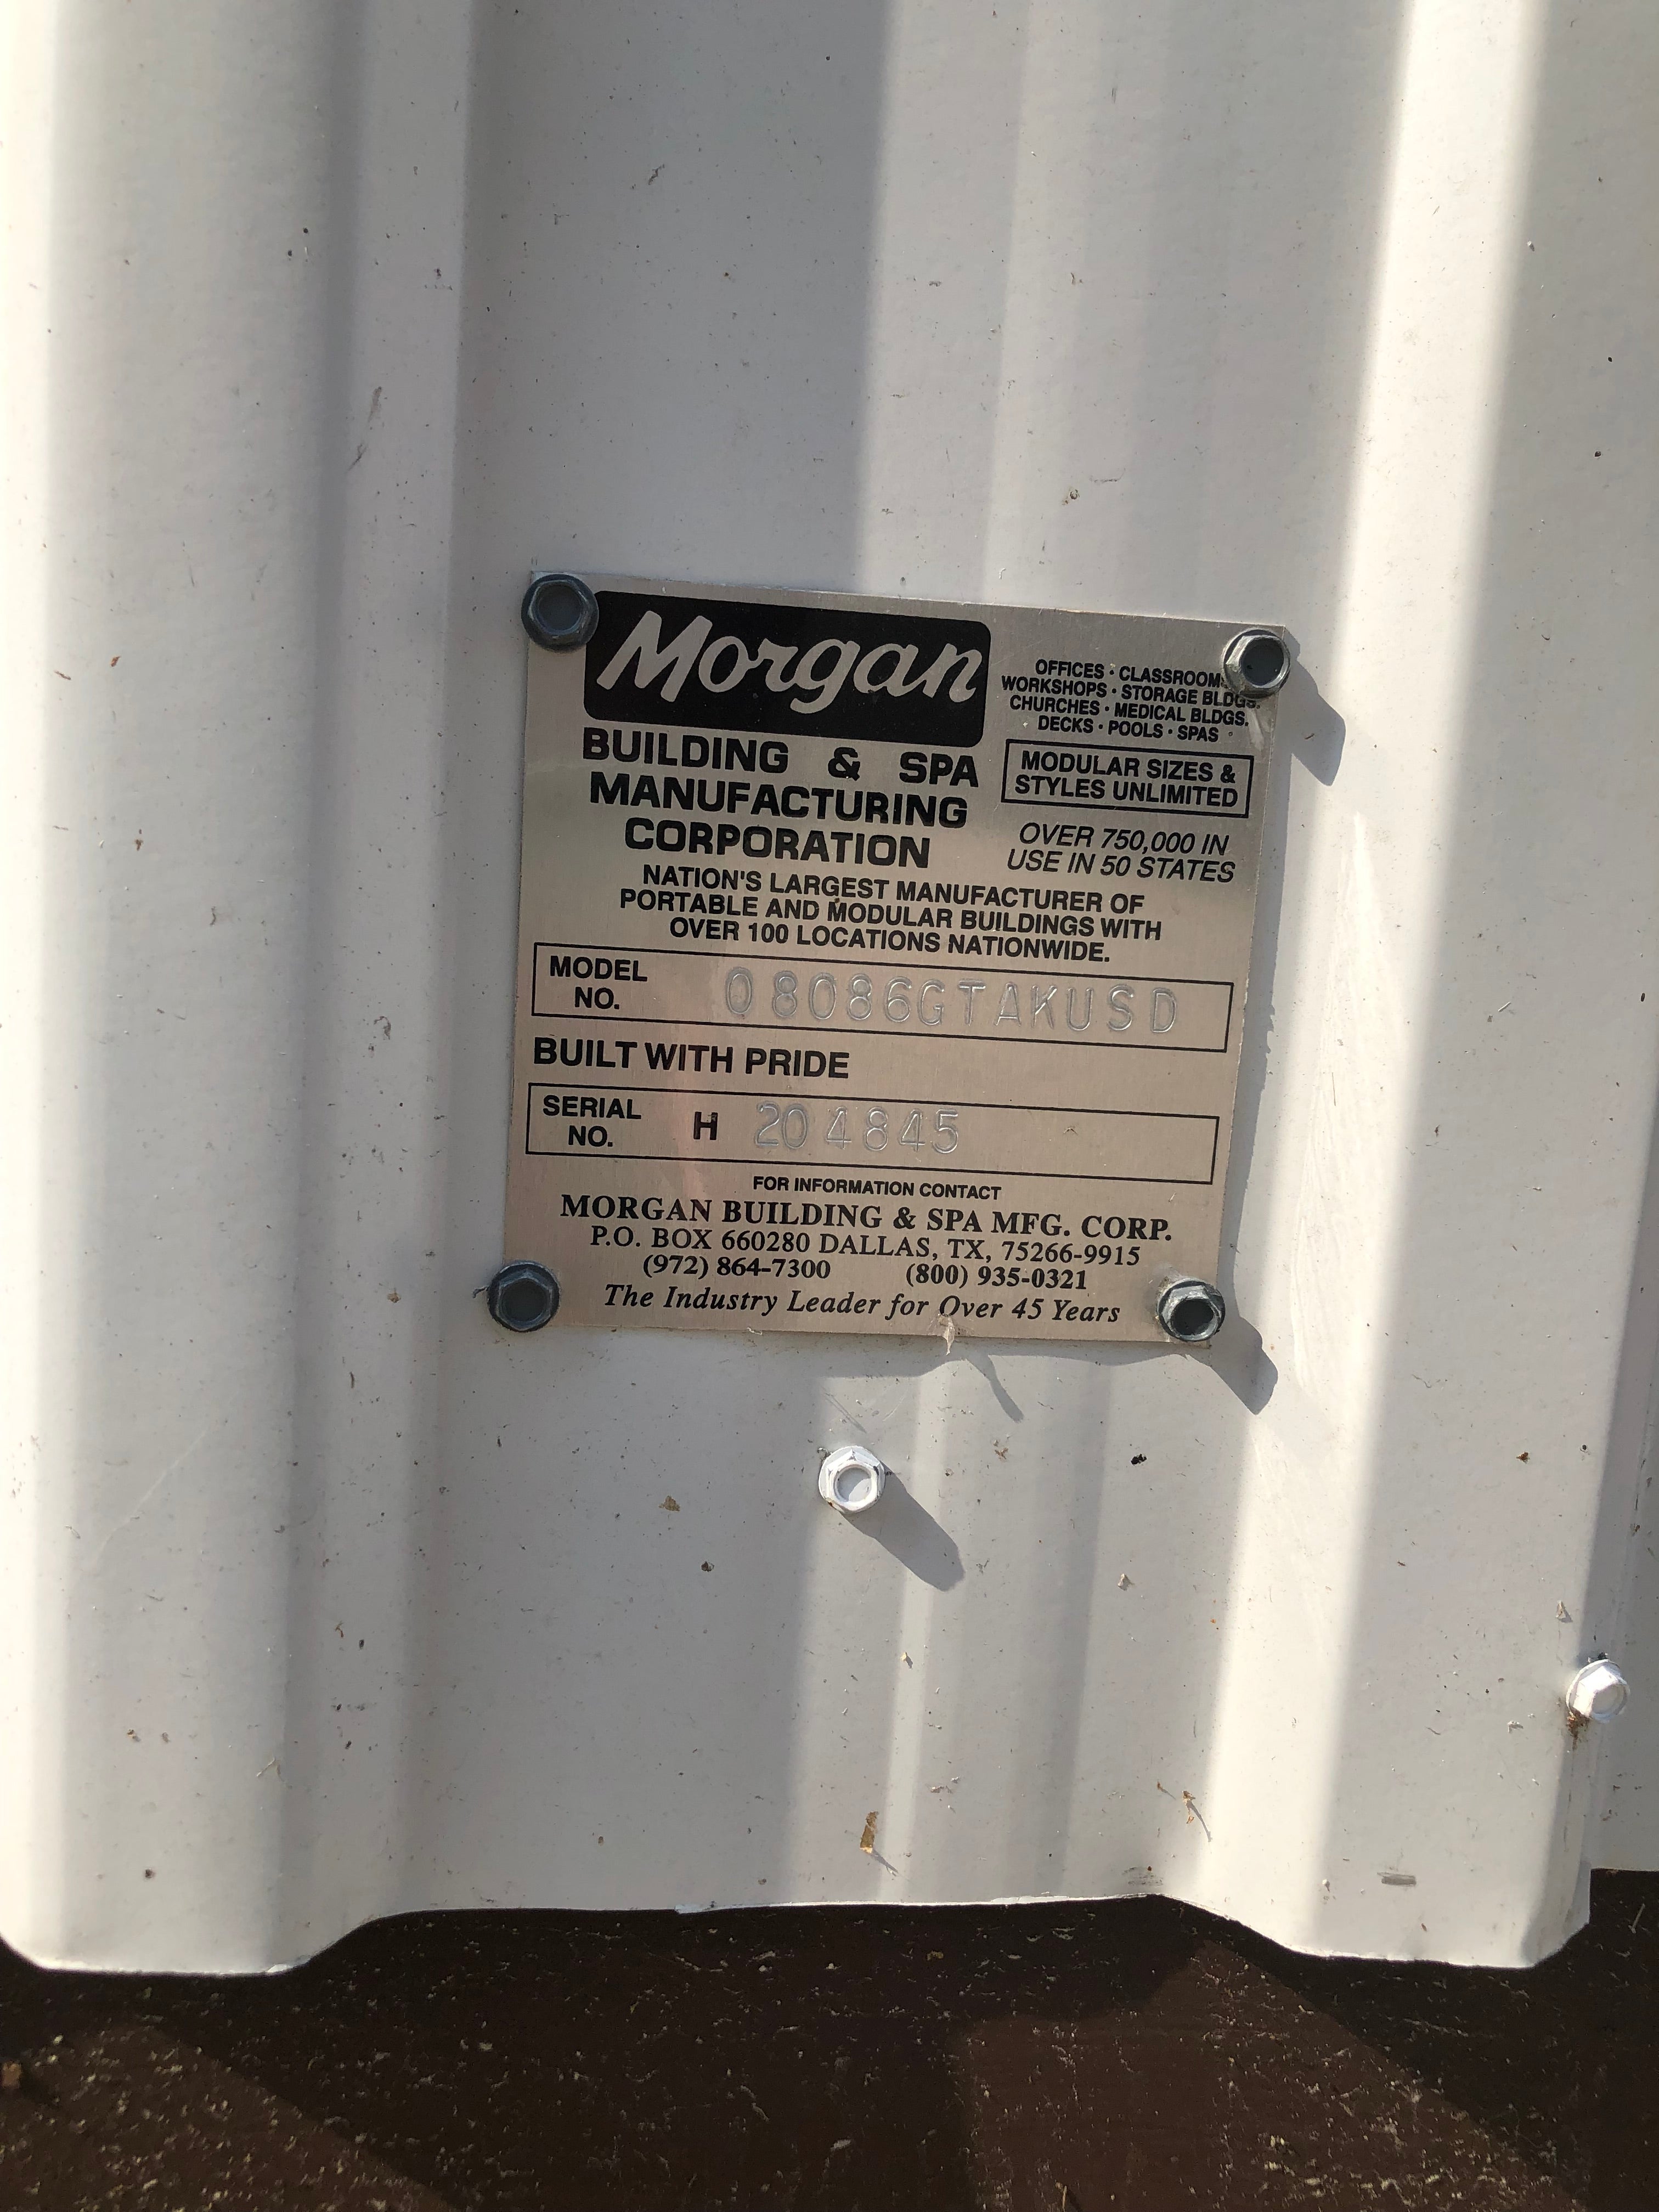 Morgan
BUILDING & SPA
MANUFACTURING
CORPORATION
OFFICES · CLASSROOMS
WORKSHOPS · STORAGE BLDGS.
CHURCHES · MEDICAL BLDGS.
DECKS · POOLS · SPAS
MODULAR SIZES &
STYLES UNLIMITED
OVER 750,000 IN
USE IN 50 STATES
NATION'S LARGEST MANUFACTURER OF
PORTABLE AND MODULAR BUILDINGS WITH
OVER 100 LOCATIONS NATIONWIDE.
MODEL NO. 08086GTAKUSD
BUILT WITH PRIDE
SERIAL NO. H 204845
FOR INFORMATION CONTACT
MORGAN BUILDING & SPA MFG. CORP.
P.O. BOX 660280 DALLAS, TX, 75266-9915
(972) 864-7300 (800) 935-0321
The Industry Leader for Over 45 Years